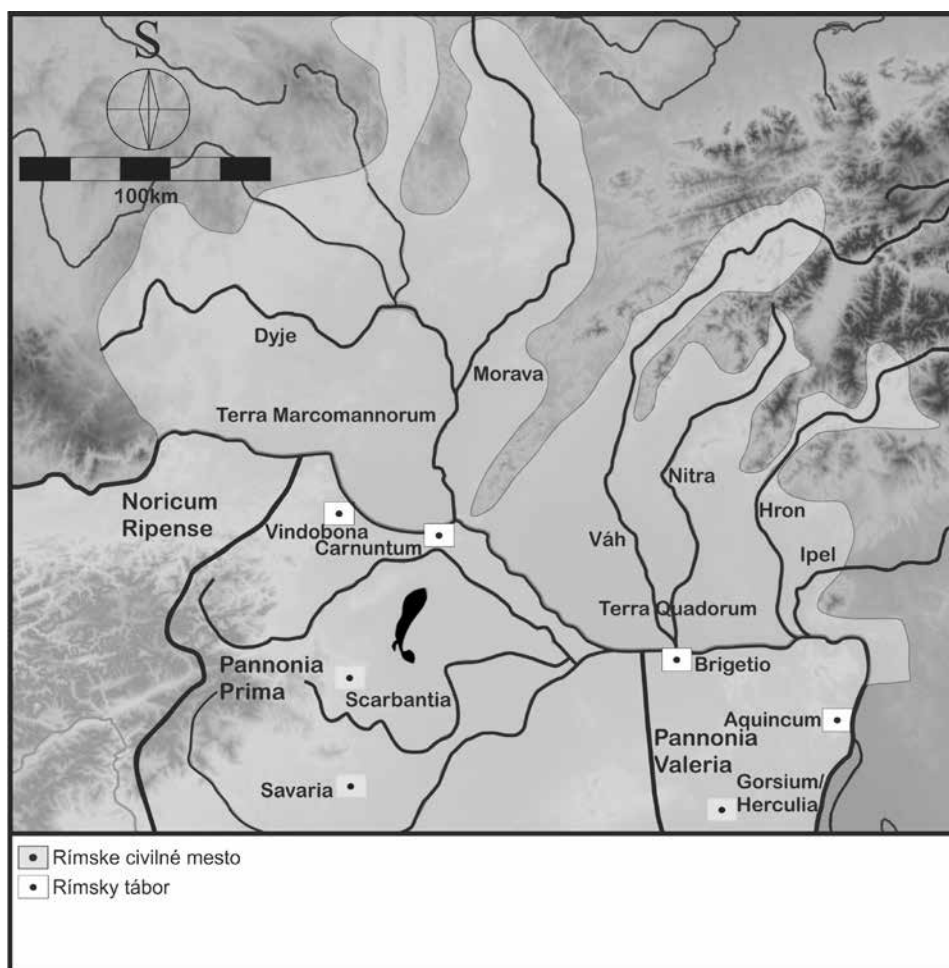 S
100km
Dyje
Morava
Terra Marcomannorum
Nitra
Noricum
Ripense
Vindobona
Hron
Carnuntum
Váh
Ipel
Terra Quadorum
Pannonia
Prima
Brigetio
Scarbantia
Aquincum
Pannonia
Valeria
Savaria
Gorsium/
Herculia
Rímske civilné mesto
Rímsky tábor